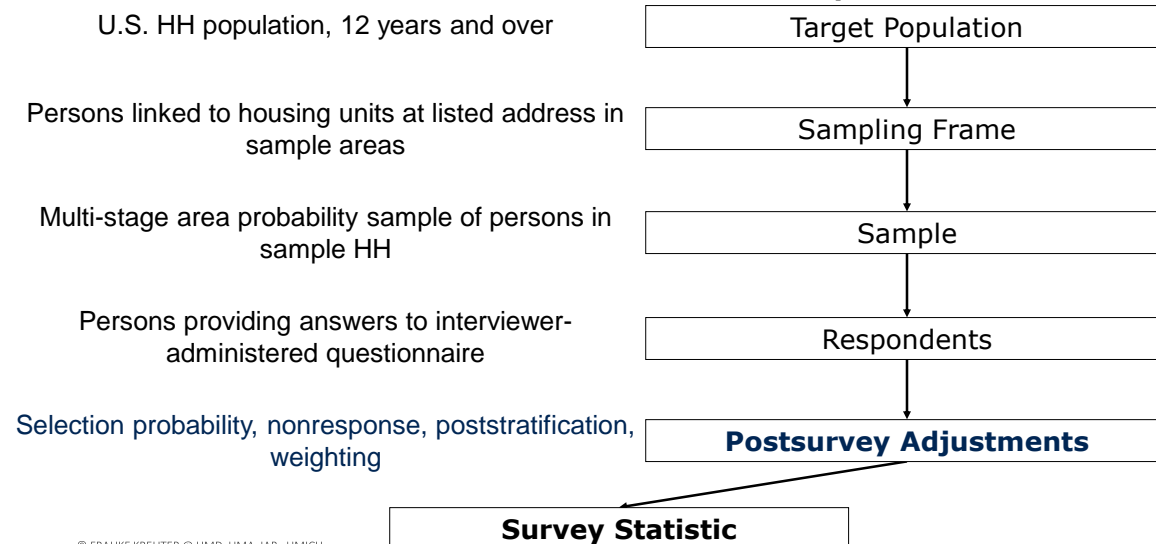 U.S. HH population, 12 years and over
Target Population
Persons linked to housing units at listed address in
sample areas
Sampling Frame
Multi-stage area probability sample of persons in
sample HH
Sample
Persons providing answers to interviewer-
administered questionnaire
Respondents
Selection probability, nonresponse, poststratification,
weighting
Postsurvey Adjustments
Survey Statistic